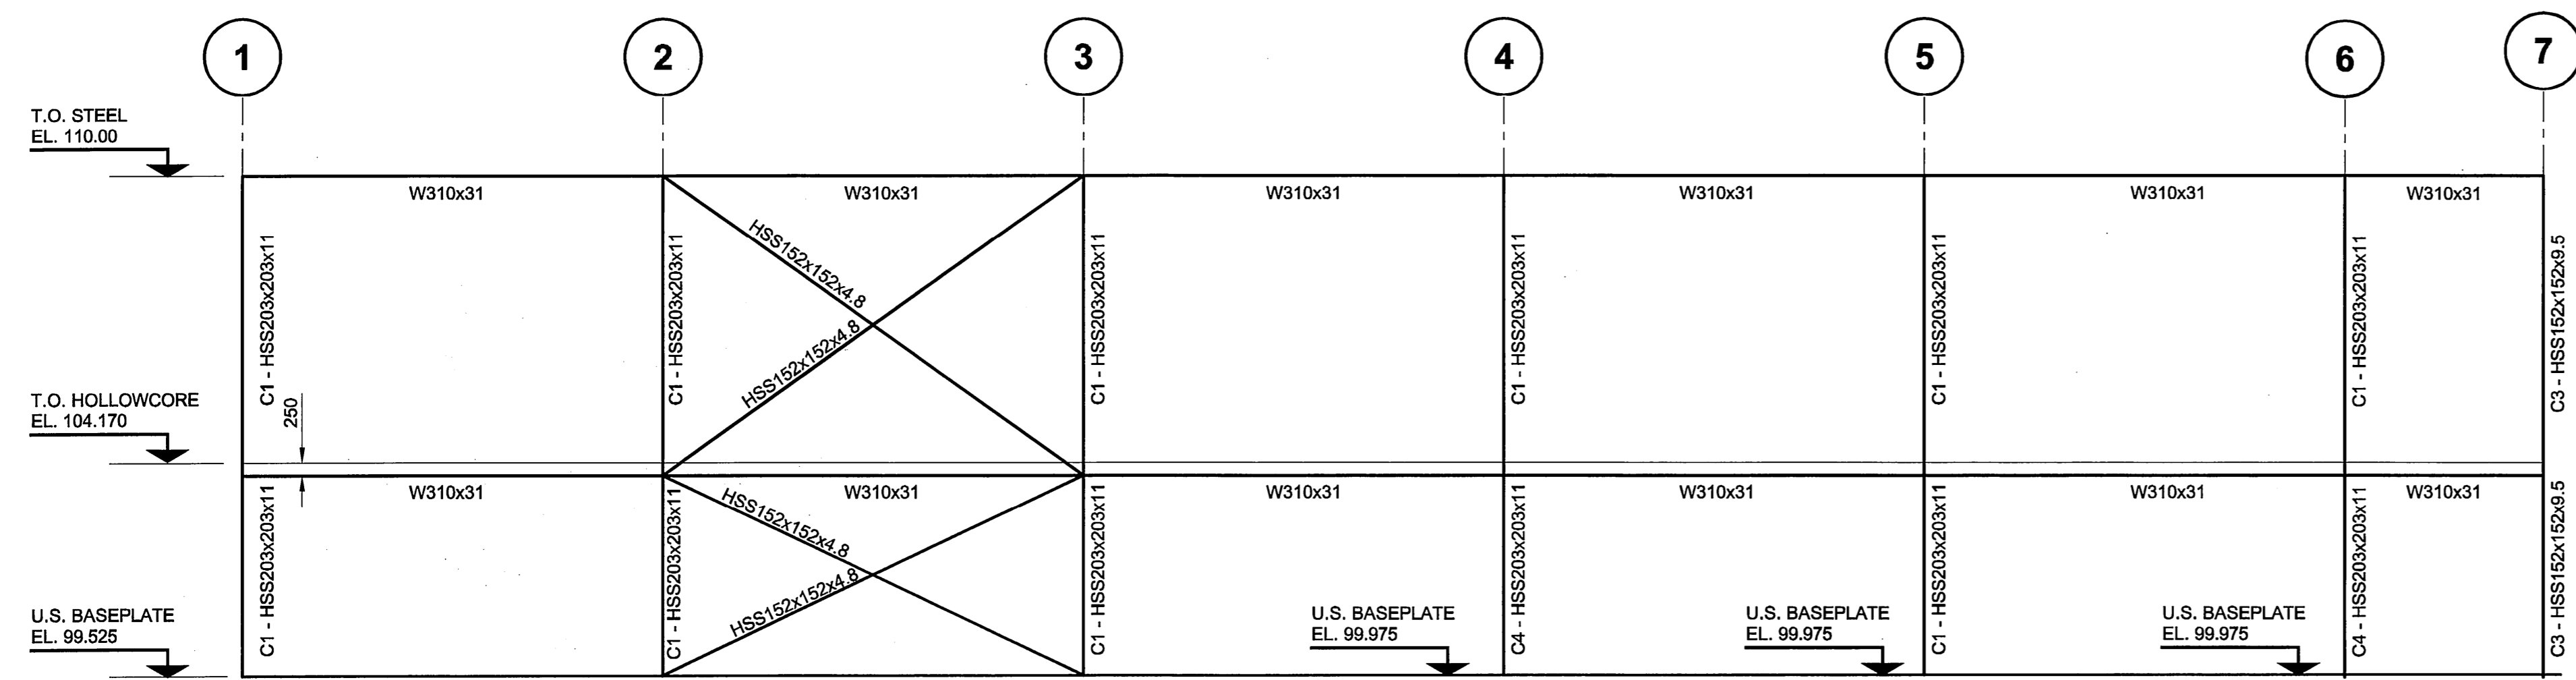 1
2
3
4
5
6
7
T.O. STEEL
EL. 110.00
W310x31
W310x31
W310x31
W310x31
W310x31
W310x31
C1 - HSS203x203x11
C1 - HSS203x203x11
HSS152x152x4.8
HSS152x152x4.8
C1 - HSS203x203x11
C1 - HSS203x203x11
C1 - HSS203x203x11
C1 - HSS203x203x11
C3 - HSS152x152x9.5
T.O. HOLLOWCORE
EL. 104.170
250
W310x31
W310x31
W310x31
W310x31
W310x31
W310x31
C1 - HSS203x203x11
C1 - HSS203x203x11
HSS152x152x4.8
HSS152x152x4.8
C1 - HSS203x203x11
C4 - HSS203x203x11
C1 - HSS203x203x11
C4 - HSS203x203x11
C3 - HSS152x152x9.5
U.S. BASEPLATE
EL. 99.525
U.S. BASEPLATE
EL. 99.975
U.S. BASEPLATE
EL. 99.975
U.S. BASEPLATE
EL. 99.975